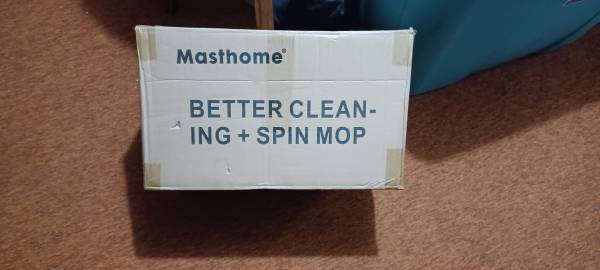 Masthome®
BETTER CLEAN-
ING + SPIN MOP